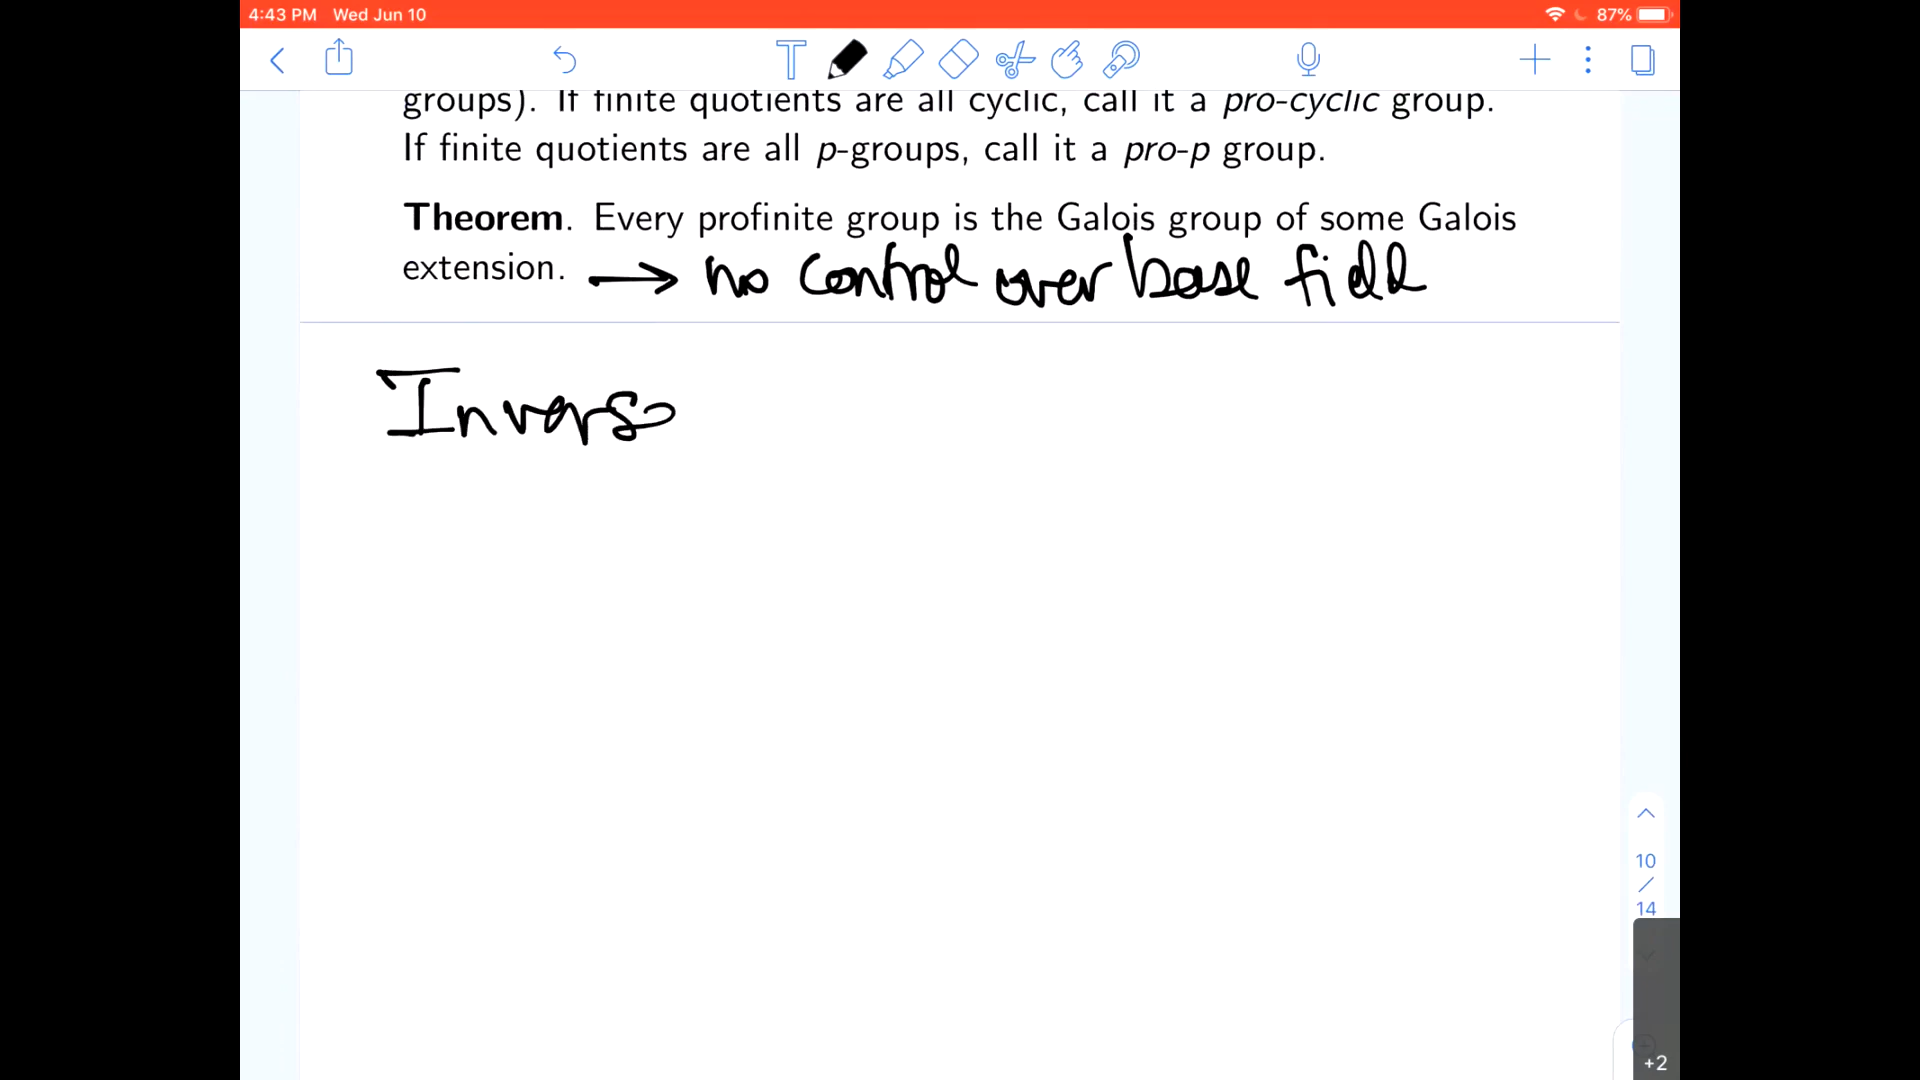 4:43 PM Wed Jun 10 87%
groups). If finite quotients are all cyclic, call it a pro-cyclic group.
If finite quotients are all p-groups, call it a pro-p group.
Theorem. Every profinite group is the Galois group of some Galois
extension. → no control over base field
Inverse
10
/
14
+2